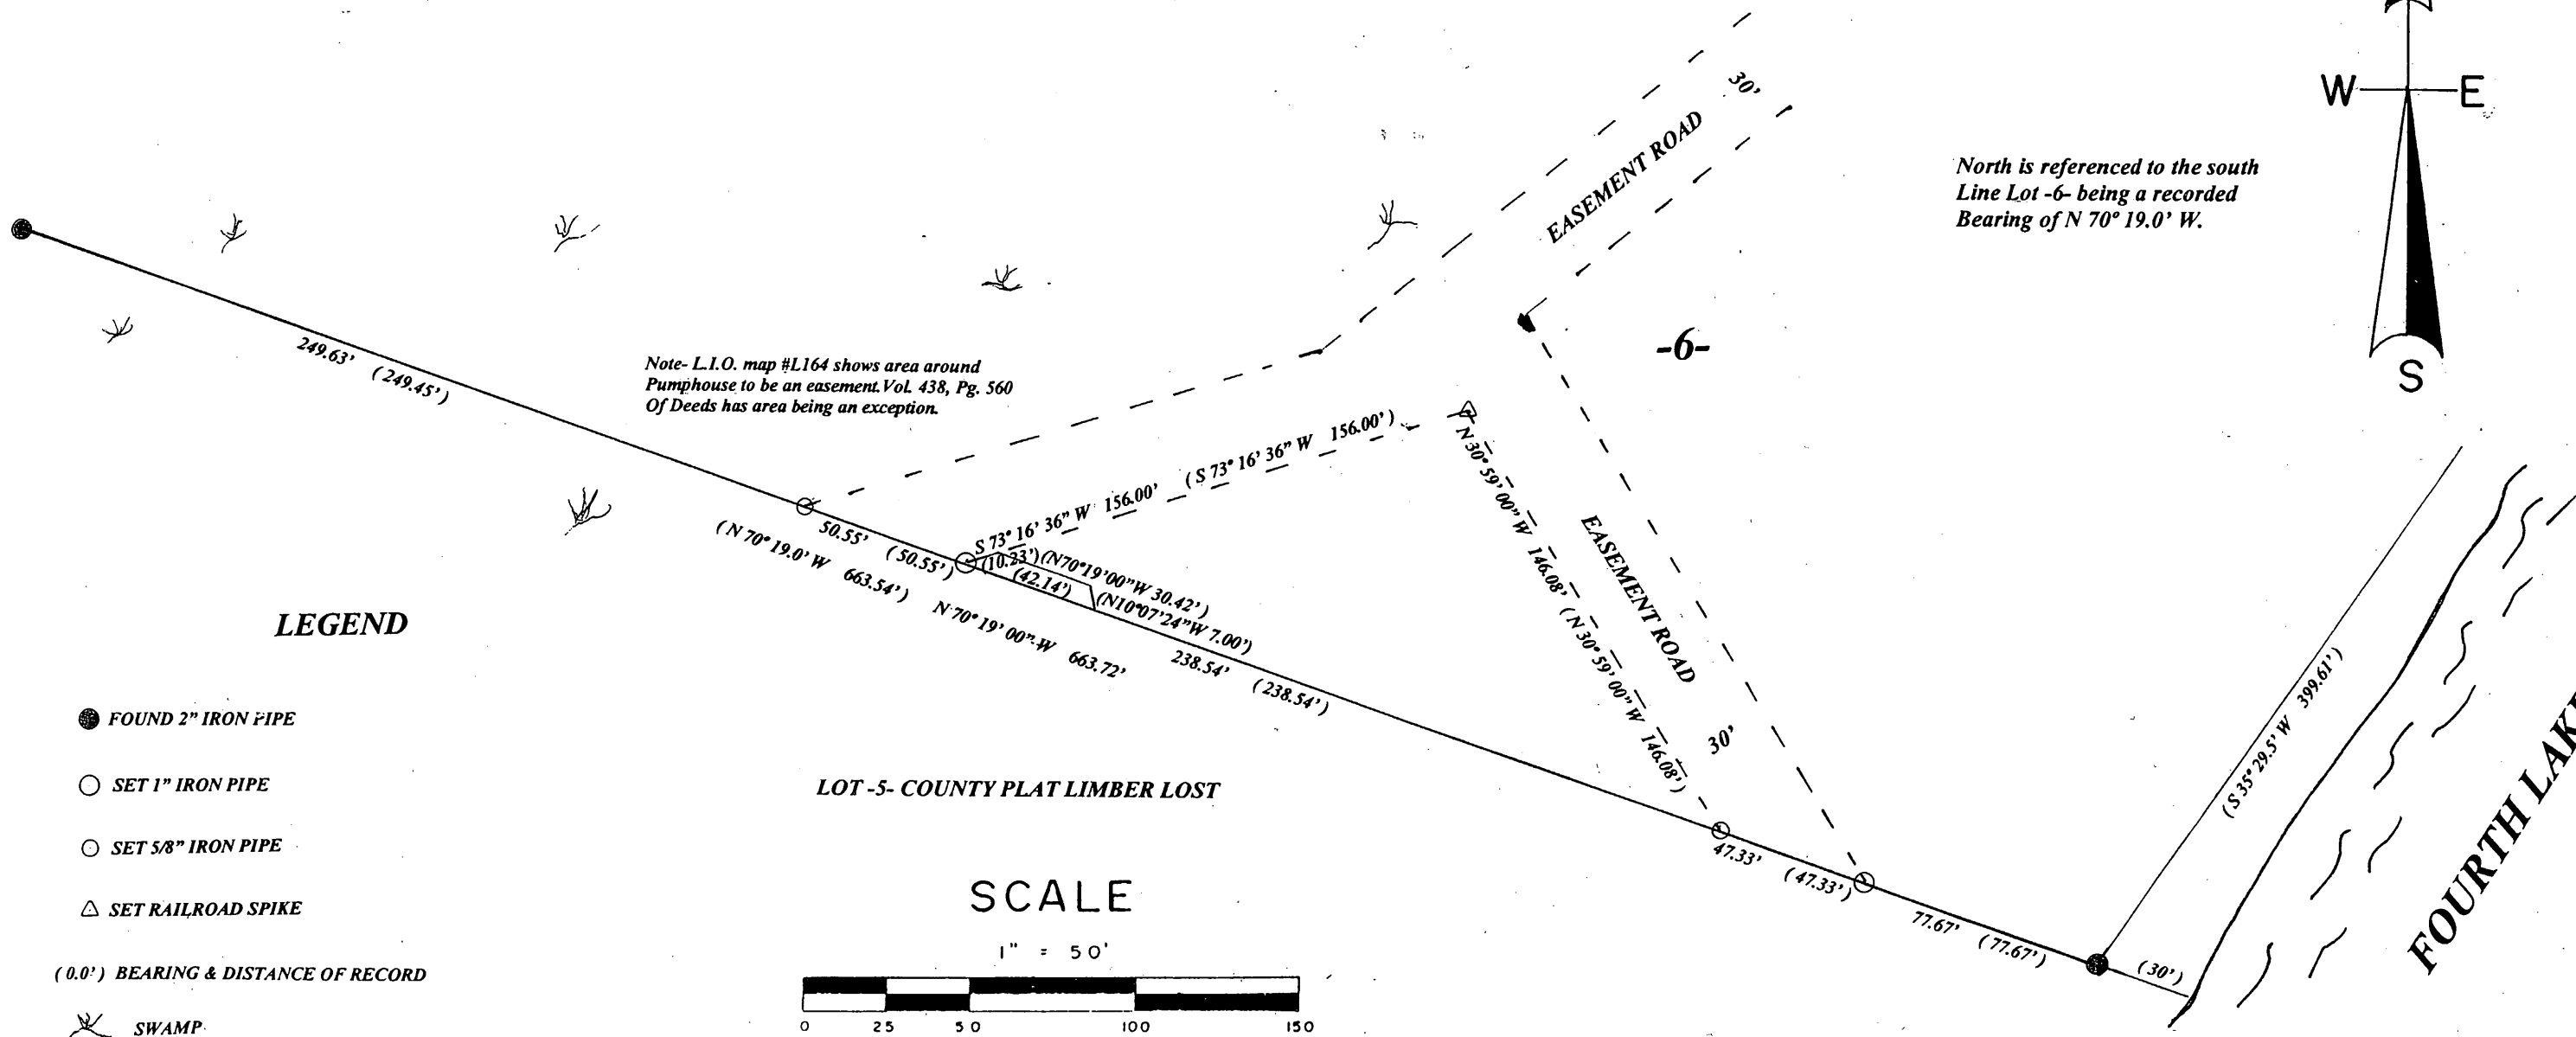 30'
EASEMENT ROAD
W E
S
North is referenced to the south
Line Lot -6- being a recorded
Bearing of N 70° 19.0' W.
-6-
249.63' ( 249.45' )
Note- L.I.O. map #L164 shows area around
Pumphouse to be an easement. Vol. 438, Pg. 560
Of Deeds has area being an exception.
S 73° 16' 36" W 156.00' ( S 73° 16' 36" W 156.00' )
N 30° 59' 00" W 146.08' ( N 30° 59' 00" W 146.08' )
EASEMENT ROAD
30'
50.55' ( 50.55' )
(10.23') (N70°19'00"W 30.42')
(42.14') (N10°07'24"W 7.00')
( N 70° 19.0' W 663.54' )
N 70° 19' 00" W 663.72'
238.54' ( 238.54' )
47.33' ( 47.33' )
77.67' ( 77.67' )
( 30' )
( S 35° 29.5' W 399.61' )
FOURTH LAKE
LEGEND
FOUND 2" IRON PIPE
SET 1" IRON PIPE
SET 5/8" IRON PIPE
SET RAILROAD SPIKE
( 0.0' ) BEARING & DISTANCE OF RECORD
SWAMP
LOT -5- COUNTY PLAT LIMBER LOST
SCALE
1" = 50'
0 25 50 100 150